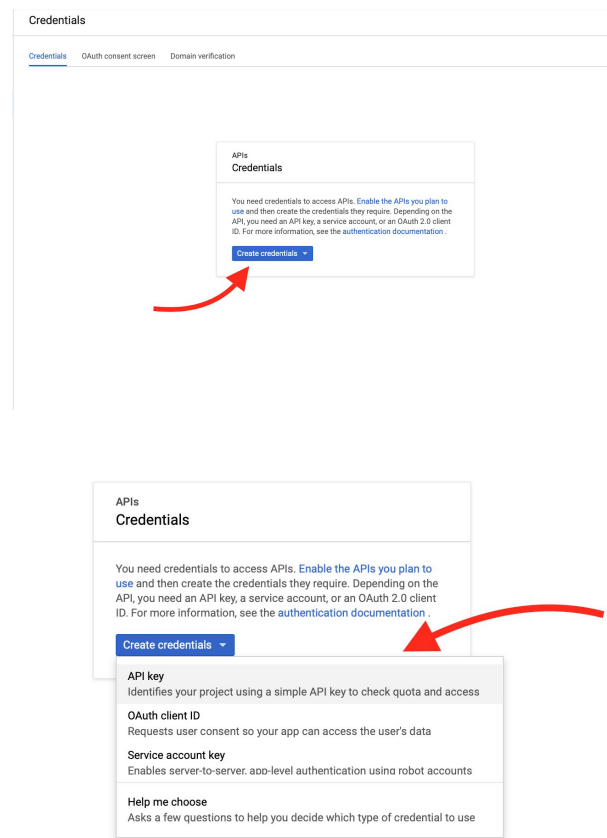 Credentials
Credentials OAuth consent screen Domain verification
APIs
Credentials
You need credentials to access APIs. Enable the APIs you plan to
use and then create the credentials they require. Depending on the
API, you need an API key, a service account, or an OAuth 2.0 client
ID. For more information, see the authentication documentation .
Create credentials
APIs
Credentials
You need credentials to access APIs. Enable the APIs you plan to
use and then create the credentials they require. Depending on the
API, you need an API key, a service account, or an OAuth 2.0 client
ID. For more information, see the authentication documentation .
Create credentials
API key
Identifies your project using a simple API key to check quota and access
OAuth client ID
Requests user consent so your app can access the user's data
Service account key
Enables server-to-server, app-level authentication using robot accounts
Help me choose
Asks a few questions to help you decide which type of credential to use